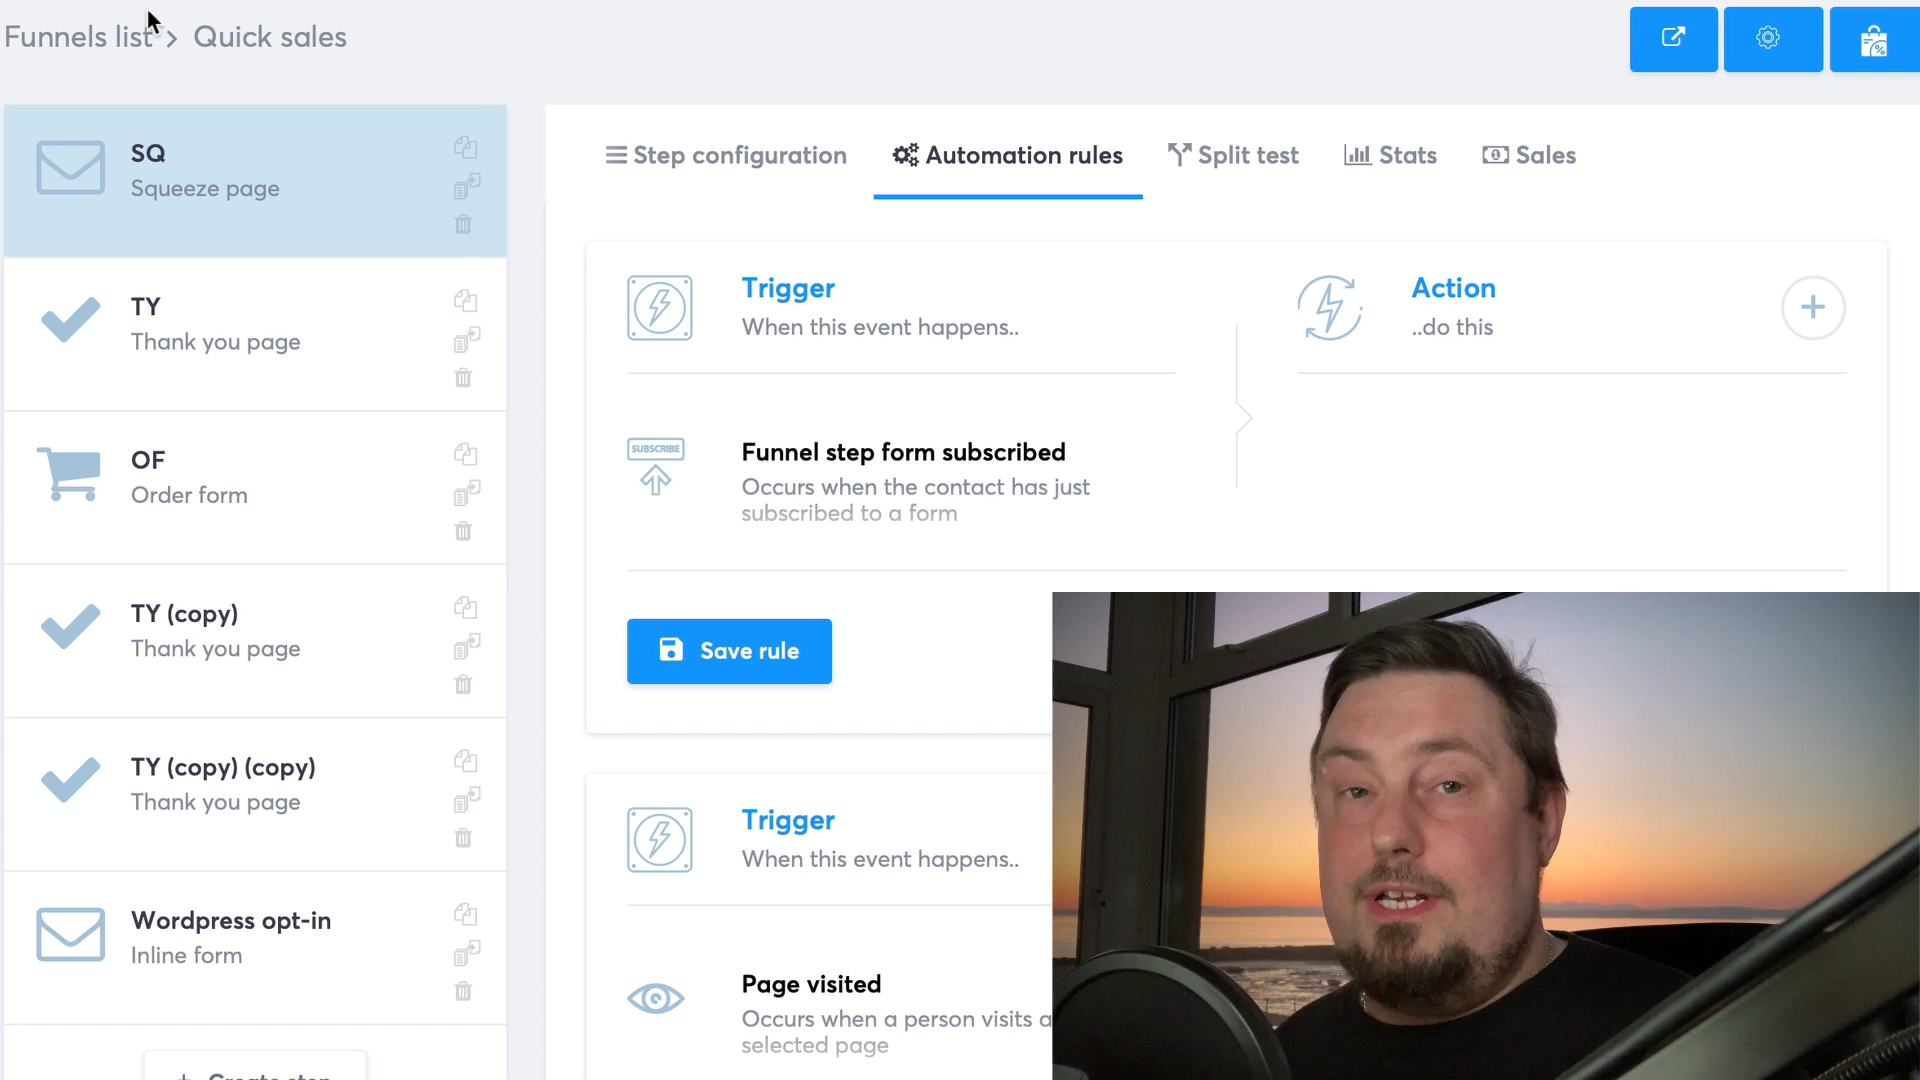 Funnels list > Quick sales
SQ
Squeeze page
TY
Thank you page
OF
Order form
TY (copy)
Thank you page
TY (copy) (copy)
Thank you page
Wordpress opt-in
Inline form
+ Create step
Step configuration
Automation rules
Split test
Stats
Sales
Trigger
When this event happens..
Action
..do this
SUBSCRIBE
Funnel step form subscribed
Occurs when the contact has just
subscribed to a form
Save rule
Trigger
When this event happens..
Page visited
Occurs when a person visits a
selected page